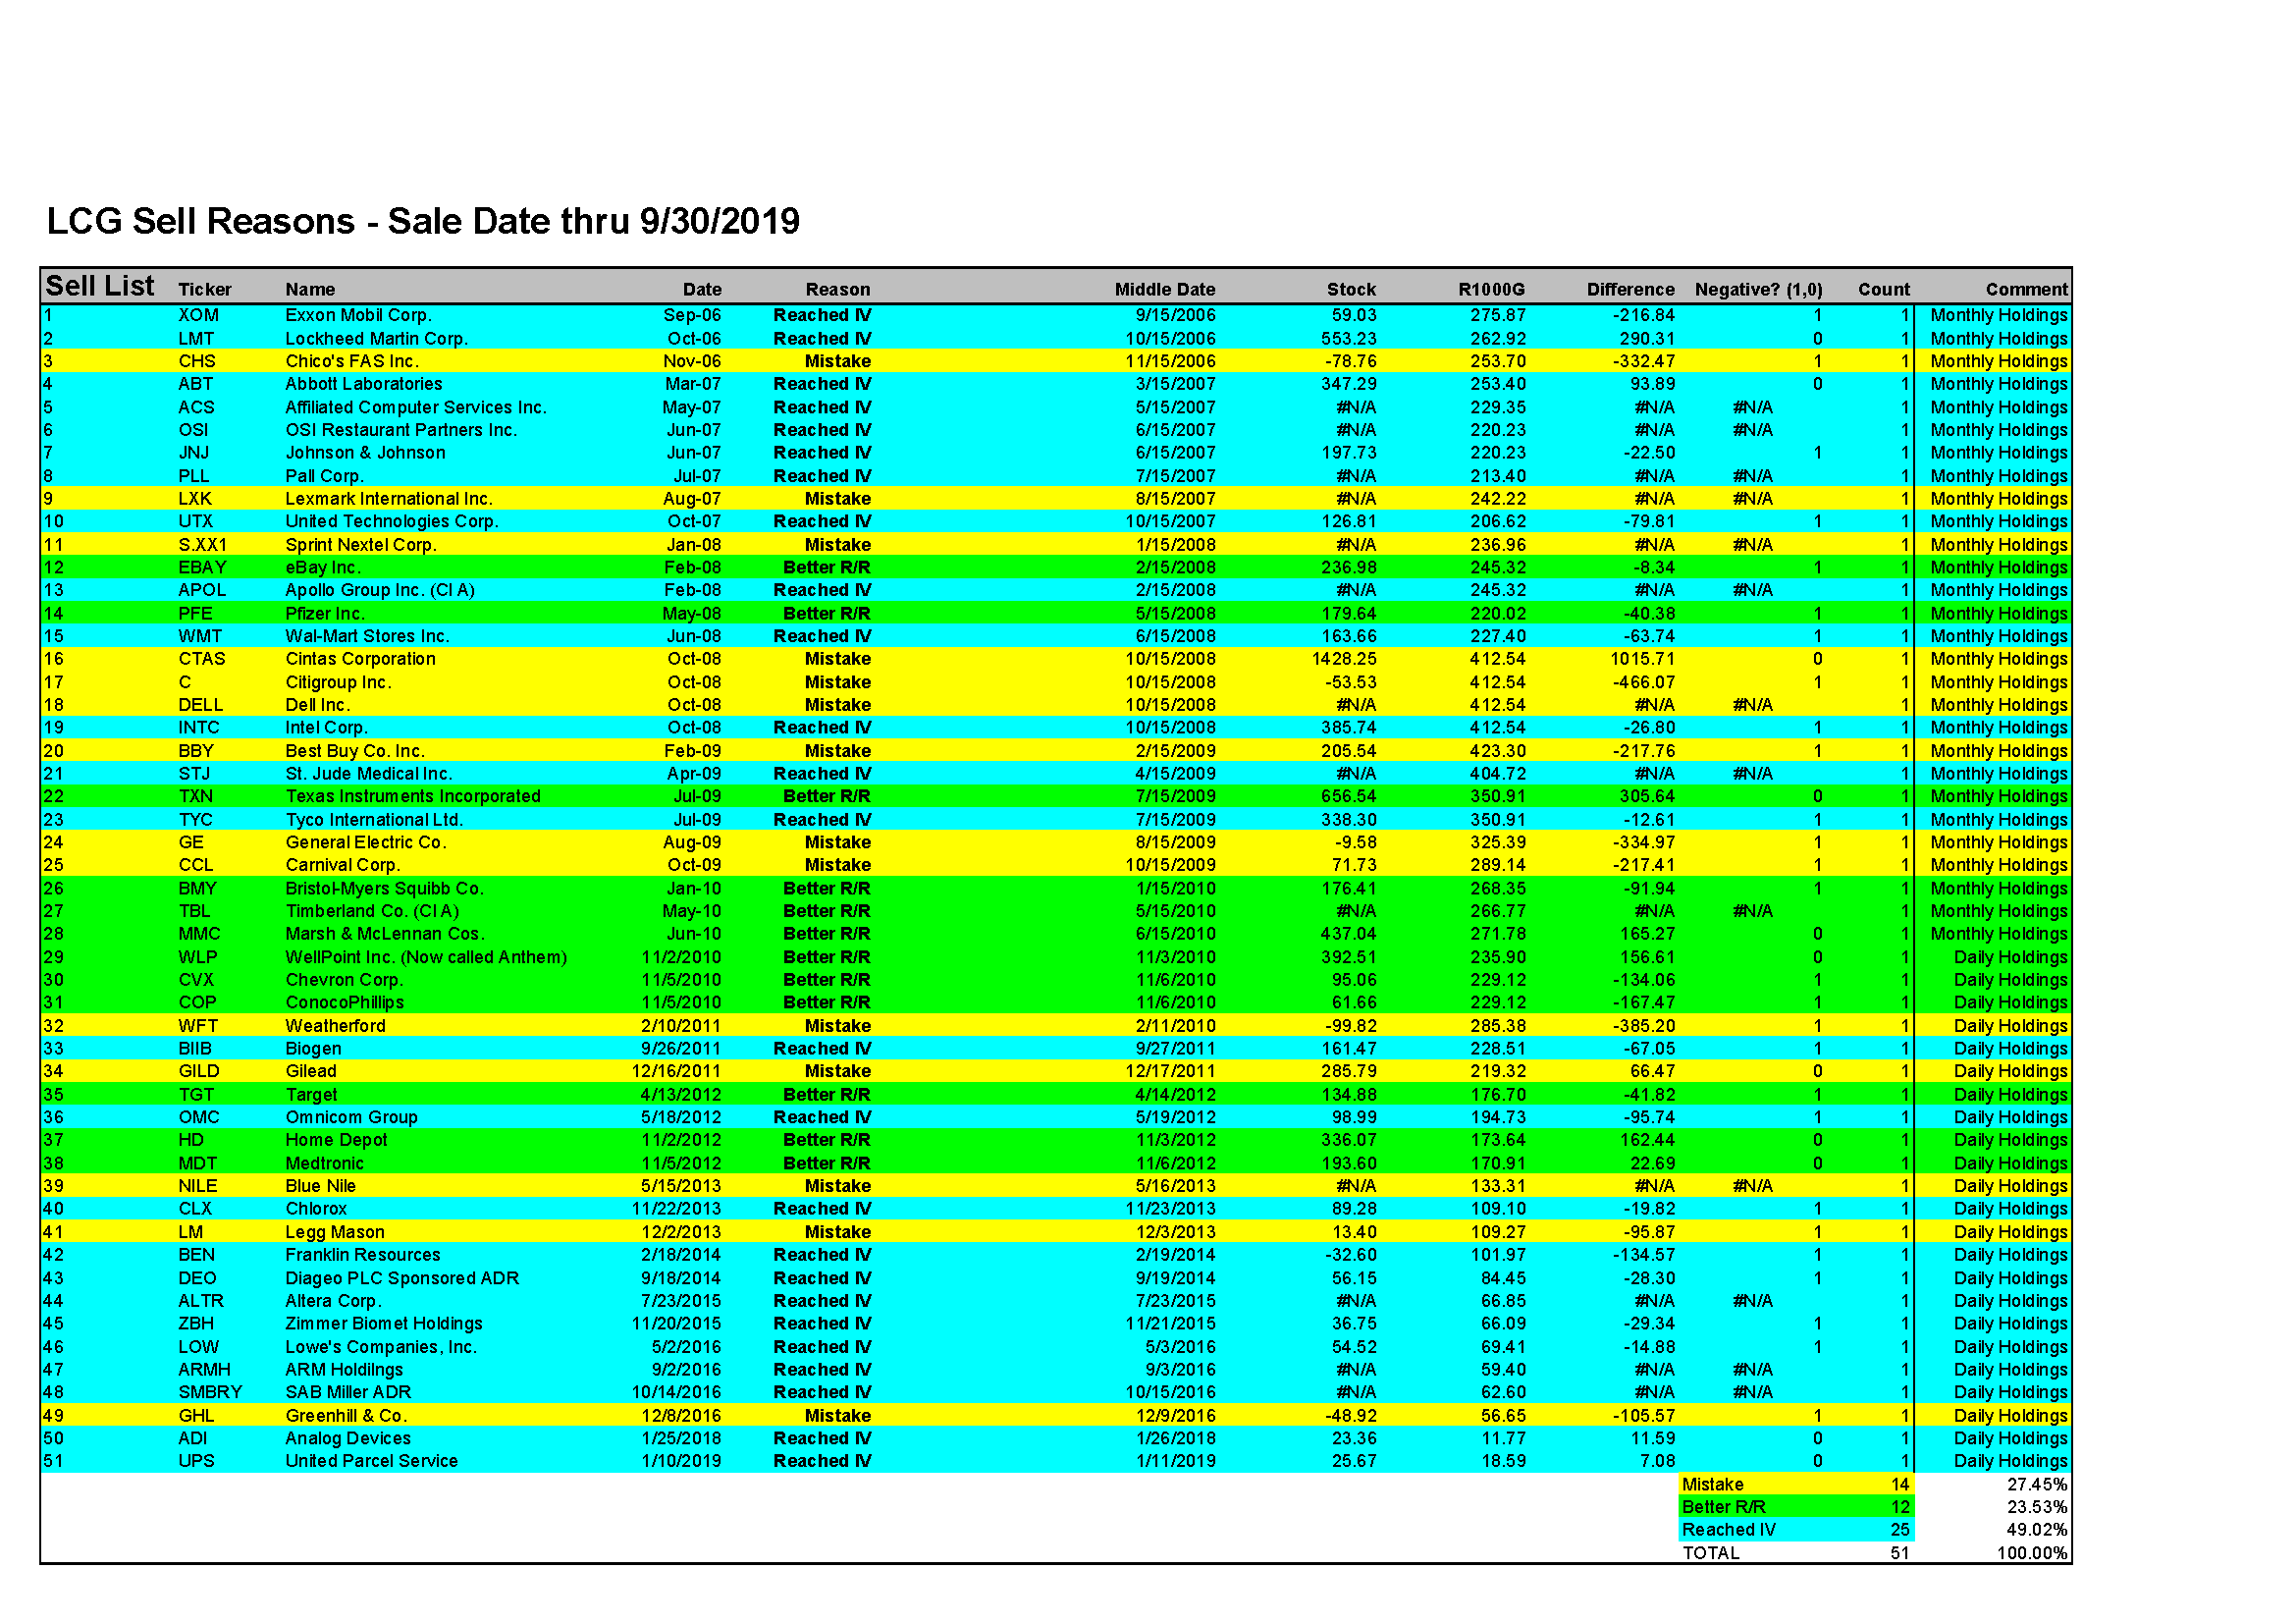 LCG Sell Reasons - Sale Date thru 9/30/2019
Sell List Ticker Name Date Reason Middle Date Stock R1000G Difference Negative? (1,0) Count Comment
1 XOM Exxon Mobil Corp. Sep-06 Reached IV 9/15/2006 59.03 275.87 -216.84 1 1 Monthly Holdings
2 LMT Lockheed Martin Corp. Oct-06 Reached IV 10/15/2006 553.23 262.92 290.31 0 1 Monthly Holdings
3 CHS Chico's FAS Inc. Nov-06 Mistake 11/15/2006 -78.76 253.70 -332.47 1 1 Monthly Holdings
4 ABT Abbott Laboratories Mar-07 Reached IV 3/15/2007 347.29 253.40 93.89 0 1 Monthly Holdings
5 ACS Affiliated Computer Services Inc. May-07 Reached IV 5/15/2007 #N/A 229.35 #N/A #N/A 1 Monthly Holdings
6 OSI OSI Restaurant Partners Inc. Jun-07 Reached IV 6/15/2007 #N/A 220.23 #N/A #N/A 1 Monthly Holdings
7 JNJ Johnson & Johnson Jun-07 Reached IV 6/15/2007 197.73 220.23 -22.50 1 1 Monthly Holdings
8 PLL Pall Corp. Jul-07 Reached IV 7/15/2007 #N/A 213.40 #N/A #N/A 1 Monthly Holdings
9 LXK Lexmark International Inc. Aug-07 Mistake 8/15/2007 #N/A 242.22 #N/A #N/A 1 Monthly Holdings
10 UTX United Technologies Corp. Oct-07 Reached IV 10/15/2007 126.81 206.62 -79.81 1 1 Monthly Holdings
11 S.XX1 Sprint Nextel Corp. Jan-08 Mistake 1/15/2008 #N/A 236.96 #N/A #N/A 1 Monthly Holdings
12 EBAY eBay Inc. Feb-08 Better R/R 2/15/2008 236.98 245.32 -8.34 1 1 Monthly Holdings
13 APOL Apollo Group Inc. (Cl A) Feb-08 Reached IV 2/15/2008 #N/A 245.32 #N/A #N/A 1 Monthly Holdings
14 PFE Pfizer Inc. May-08 Better R/R 5/15/2008 179.64 220.02 -40.38 1 1 Monthly Holdings
15 WMT Wal-Mart Stores Inc. Jun-08 Reached IV 6/15/2008 163.66 227.40 -63.74 1 1 Monthly Holdings
16 CTAS Cintas Corporation Oct-08 Mistake 10/15/2008 1428.25 412.54 1015.71 0 1 Monthly Holdings
17 C Citigroup Inc. Oct-08 Mistake 10/15/2008 -53.53 412.54 -466.07 1 1 Monthly Holdings
18 DELL Dell Inc. Oct-08 Mistake 10/15/2008 #N/A 412.54 #N/A #N/A 1 Monthly Holdings
19 INTC Intel Corp. Oct-08 Reached IV 10/15/2008 385.74 412.54 -26.80 1 1 Monthly Holdings
20 BBY Best Buy Co. Inc. Feb-09 Mistake 2/15/2009 205.54 423.30 -217.76 1 1 Monthly Holdings
21 STJ St. Jude Medical Inc. Apr-09 Reached IV 4/15/2009 #N/A 404.72 #N/A #N/A 1 Monthly Holdings
22 TXN Texas Instruments Incorporated Jul-09 Better R/R 7/15/2009 656.54 350.91 305.64 0 1 Monthly Holdings
23 TYC Tyco International Ltd. Jul-09 Reached IV 7/15/2009 338.30 350.91 -12.61 1 1 Monthly Holdings
24 GE General Electric Co. Aug-09 Mistake 8/15/2009 -9.58 325.39 -334.97 1 1 Monthly Holdings
25 CCL Carnival Corp. Oct-09 Mistake 10/15/2009 71.73 289.14 -217.41 1 1 Monthly Holdings
26 BMY Bristol-Myers Squibb Co. Jan-10 Better R/R 1/15/2010 176.41 268.35 -91.94 1 1 Monthly Holdings
27 TBL Timberland Co. (Cl A) May-10 Better R/R 5/15/2010 #N/A 266.77 #N/A #N/A 1 Monthly Holdings
28 MMC Marsh & McLennan Cos. Jun-10 Better R/R 6/15/2010 437.04 271.78 165.27 0 1 Monthly Holdings
29 WLP WellPoint Inc. (Now called Anthem) 11/2/2010 Better R/R 11/3/2010 392.51 235.90 156.61 0 1 Daily Holdings
30 CVX Chevron Corp. 11/5/2010 Better R/R 11/6/2010 95.06 229.12 -134.06 1 1 Daily Holdings
31 COP ConocoPhillips 11/5/2010 Better R/R 11/6/2010 61.66 229.12 -167.47 1 1 Daily Holdings
32 WFT Weatherford 2/10/2011 Mistake 2/11/2010 -99.82 285.38 -385.20 1 1 Daily Holdings
33 BIIB Biogen 9/26/2011 Reached IV 9/27/2011 161.47 228.51 -67.05 1 1 Daily Holdings
34 GILD Gilead 12/16/2011 Mistake 12/17/2011 285.79 219.32 66.47 0 1 Daily Holdings
35 TGT Target 4/13/2012 Better R/R 4/14/2012 134.88 176.70 -41.82 1 1 Daily Holdings
36 OMC Omnicom Group 5/18/2012 Reached IV 5/19/2012 98.99 194.73 -95.74 1 1 Daily Holdings
37 HD Home Depot 11/2/2012 Better R/R 11/3/2012 336.07 173.64 162.44 0 1 Daily Holdings
38 MDT Medtronic 11/5/2012 Better R/R 11/6/2012 193.60 170.91 22.69 0 1 Daily Holdings
39 NILE Blue Nile 5/15/2013 Mistake 5/16/2013 #N/A 133.31 #N/A #N/A 1 Daily Holdings
40 CLX Chlorox 11/22/2013 Reached IV 11/23/2013 89.28 109.10 -19.82 1 1 Daily Holdings
41 LM Legg Mason 12/2/2013 Mistake 12/3/2013 13.40 109.27 -95.87 1 1 Daily Holdings
42 BEN Franklin Resources 2/18/2014 Reached IV 2/19/2014 -32.60 101.97 -134.57 1 1 Daily Holdings
43 DEO Diageo PLC Sponsored ADR 9/18/2014 Reached IV 9/19/2014 56.15 84.45 -28.30 1 1 Daily Holdings
44 ALTR Altera Corp. 7/23/2015 Reached IV 7/23/2015 #N/A 66.85 #N/A #N/A 1 Daily Holdings
45 ZBH Zimmer Biomet Holdings 11/20/2015 Reached IV 11/21/2015 36.75 66.09 -29.34 1 1 Daily Holdings
46 LOW Lowe's Companies, Inc. 5/2/2016 Reached IV 5/3/2016 54.52 69.41 -14.88 1 1 Daily Holdings
47 ARMH ARM Holdilngs 9/2/2016 Reached IV 9/3/2016 #N/A 59.40 #N/A #N/A 1 Daily Holdings
48 SMBRY SAB Miller ADR 10/14/2016 Reached IV 10/15/2016 #N/A 62.60 #N/A #N/A 1 Daily Holdings
49 GHL Greenhill & Co. 12/8/2016 Mistake 12/9/2016 -48.92 56.65 -105.57 1 1 Daily Holdings
50 ADI Analog Devices 1/25/2018 Reached IV 1/26/2018 23.36 11.77 11.59 0 1 Daily Holdings
51 UPS United Parcel Service 1/10/2019 Reached IV 1/11/2019 25.67 18.59 7.08 0 1 Daily Holdings
Mistake 14 27.45%
Better R/R 12 23.53%
Reached IV 25 49.02%
TOTAL 51 100.00%